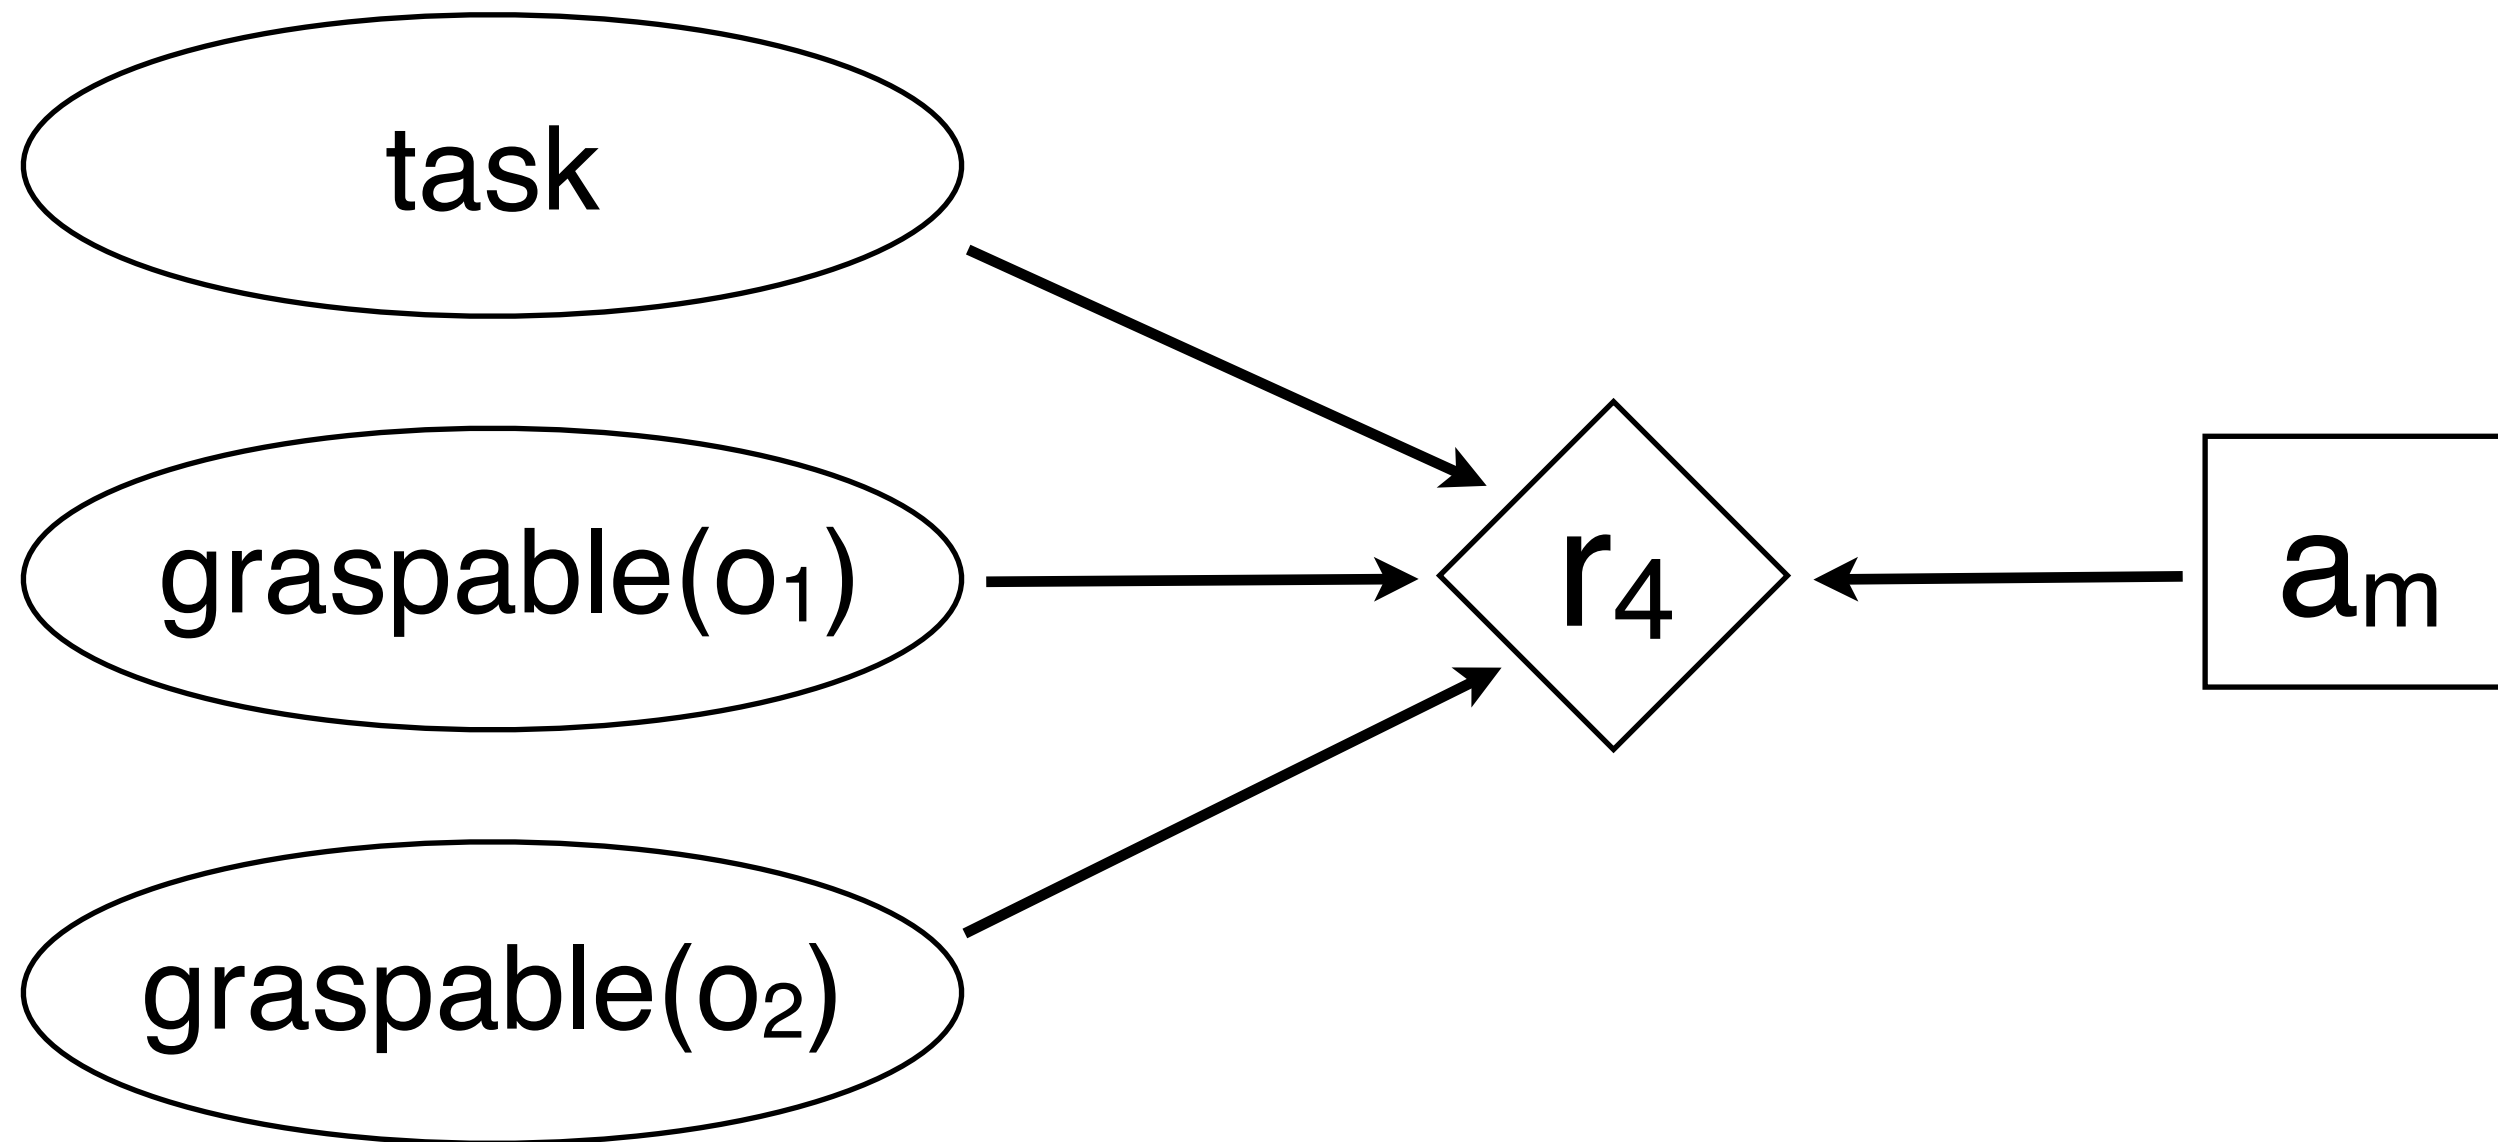 task
graspable(o₁)
r₄
aₘ
graspable(o₂)